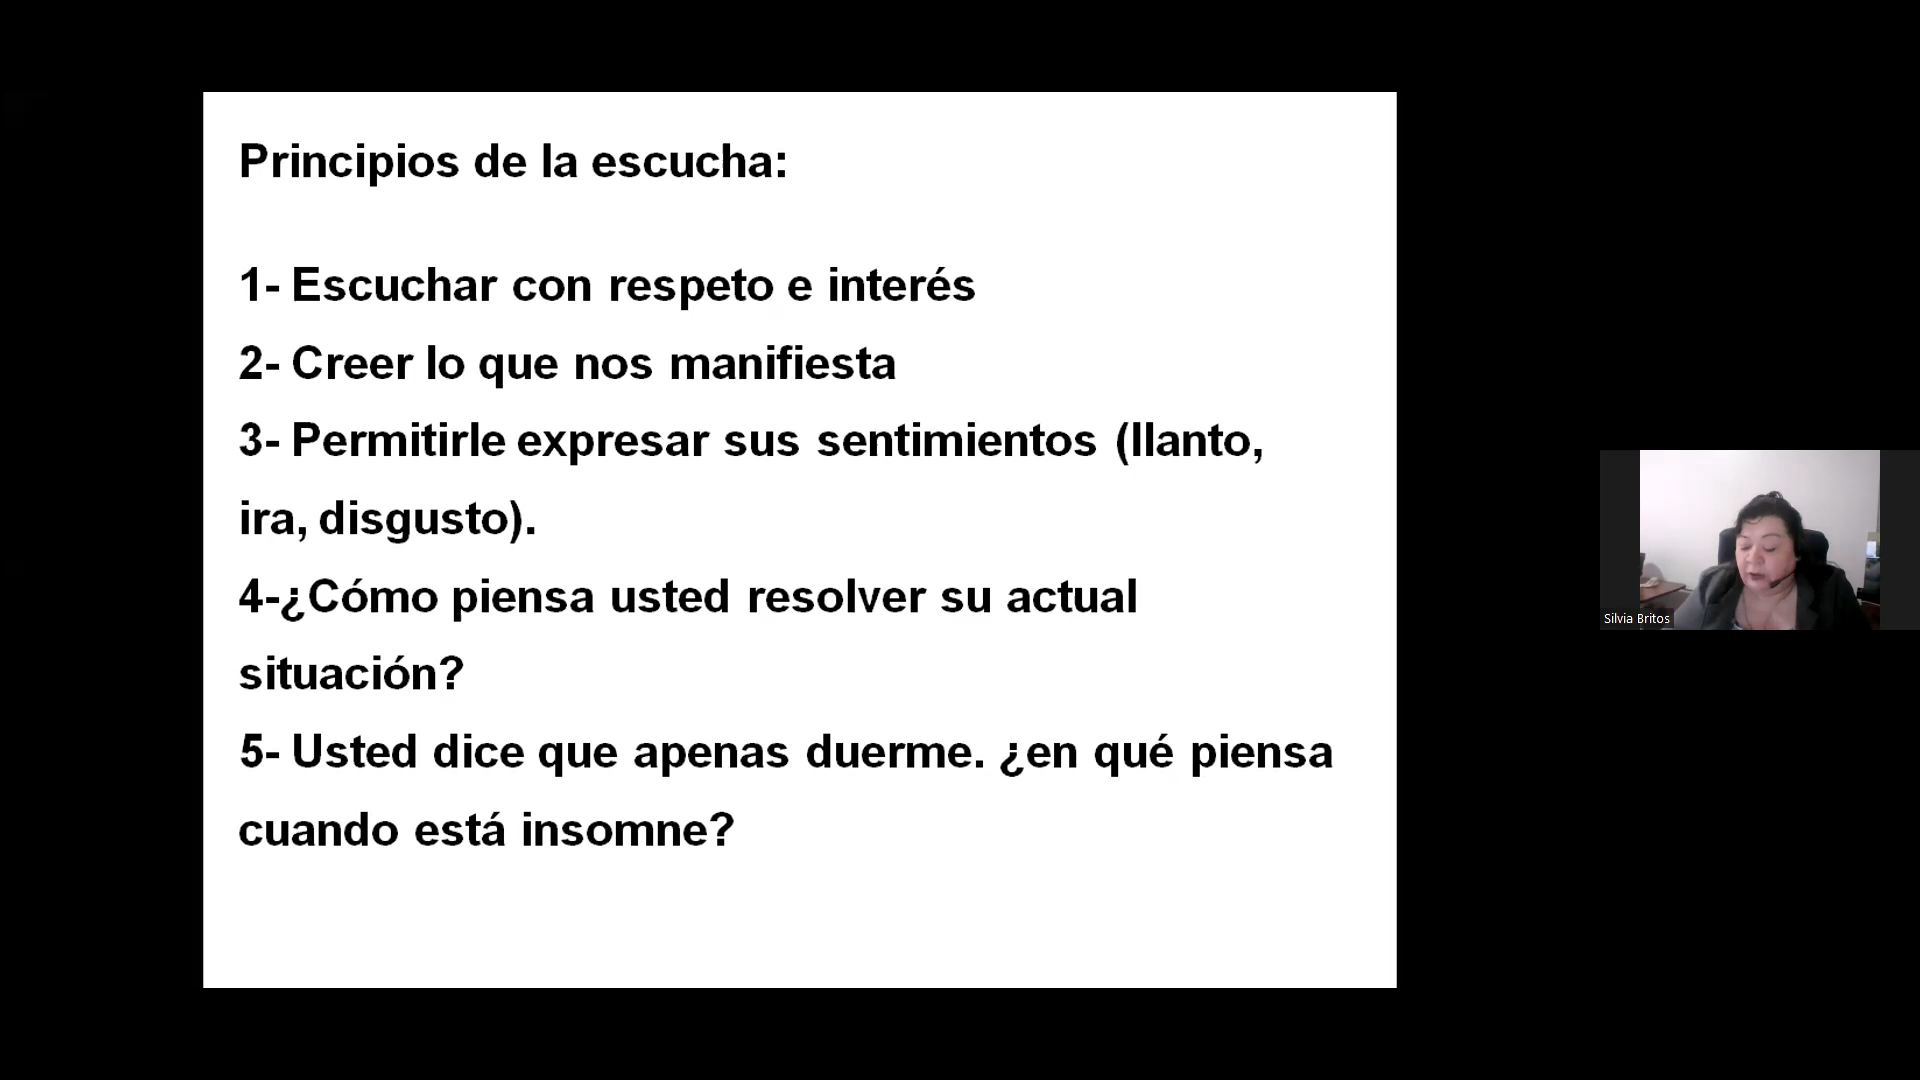 Principios de la escucha:
1- Escuchar con respeto e interés
2- Creer lo que nos manifiesta
3- Permitirle expresar sus sentimientos (llanto,
ira, disgusto).
4-¿Cómo piensa usted resolver su actual
situación?
5- Usted dice que apenas duerme. ¿en qué piensa
cuando está insomne?
Silvia Britos